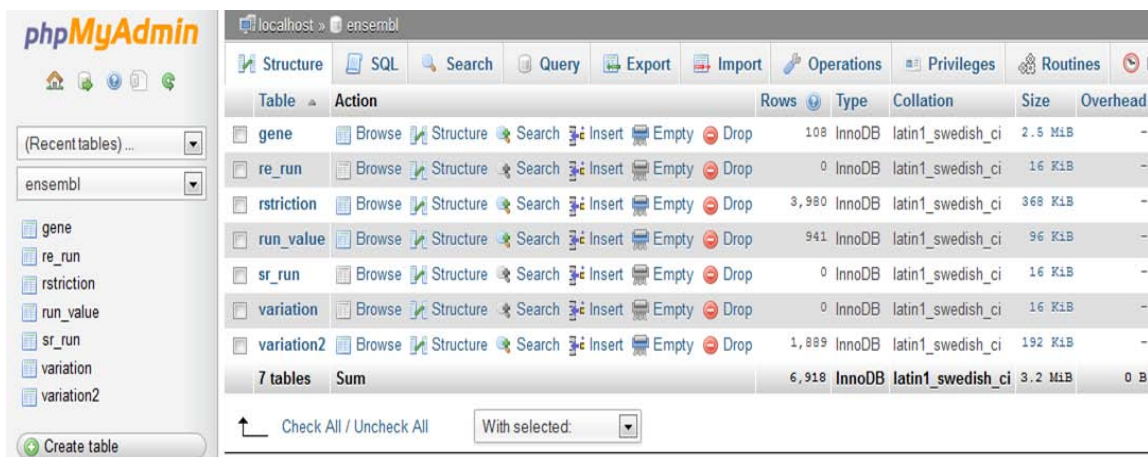 phpMyAdmin
(Recent tables) ...
ensembl
gene
re_run
rstriction
run_value
sr_run
variation
variation2
Create table
localhost » ensembl
Structure SQL Search Query Export Import Operations Privileges Routines
Table Action Rows Type Collation Size Overhead
gene Browse Structure Search Insert Empty Drop 108 InnoDB latin1_swedish_ci 2.5 MiB -
re_run Browse Structure Search Insert Empty Drop 0 InnoDB latin1_swedish_ci 16 KiB -
rstriction Browse Structure Search Insert Empty Drop 3,980 InnoDB latin1_swedish_ci 368 KiB -
run_value Browse Structure Search Insert Empty Drop 941 InnoDB latin1_swedish_ci 96 KiB -
sr_run Browse Structure Search Insert Empty Drop 0 InnoDB latin1_swedish_ci 16 KiB -
variation Browse Structure Search Insert Empty Drop 0 InnoDB latin1_swedish_ci 16 KiB -
variation2 Browse Structure Search Insert Empty Drop 1,889 InnoDB latin1_swedish_ci 192 KiB -
7 tables Sum 6,918 InnoDB latin1_swedish_ci 3.2 MiB 0 B
Check All / Uncheck All With selected: